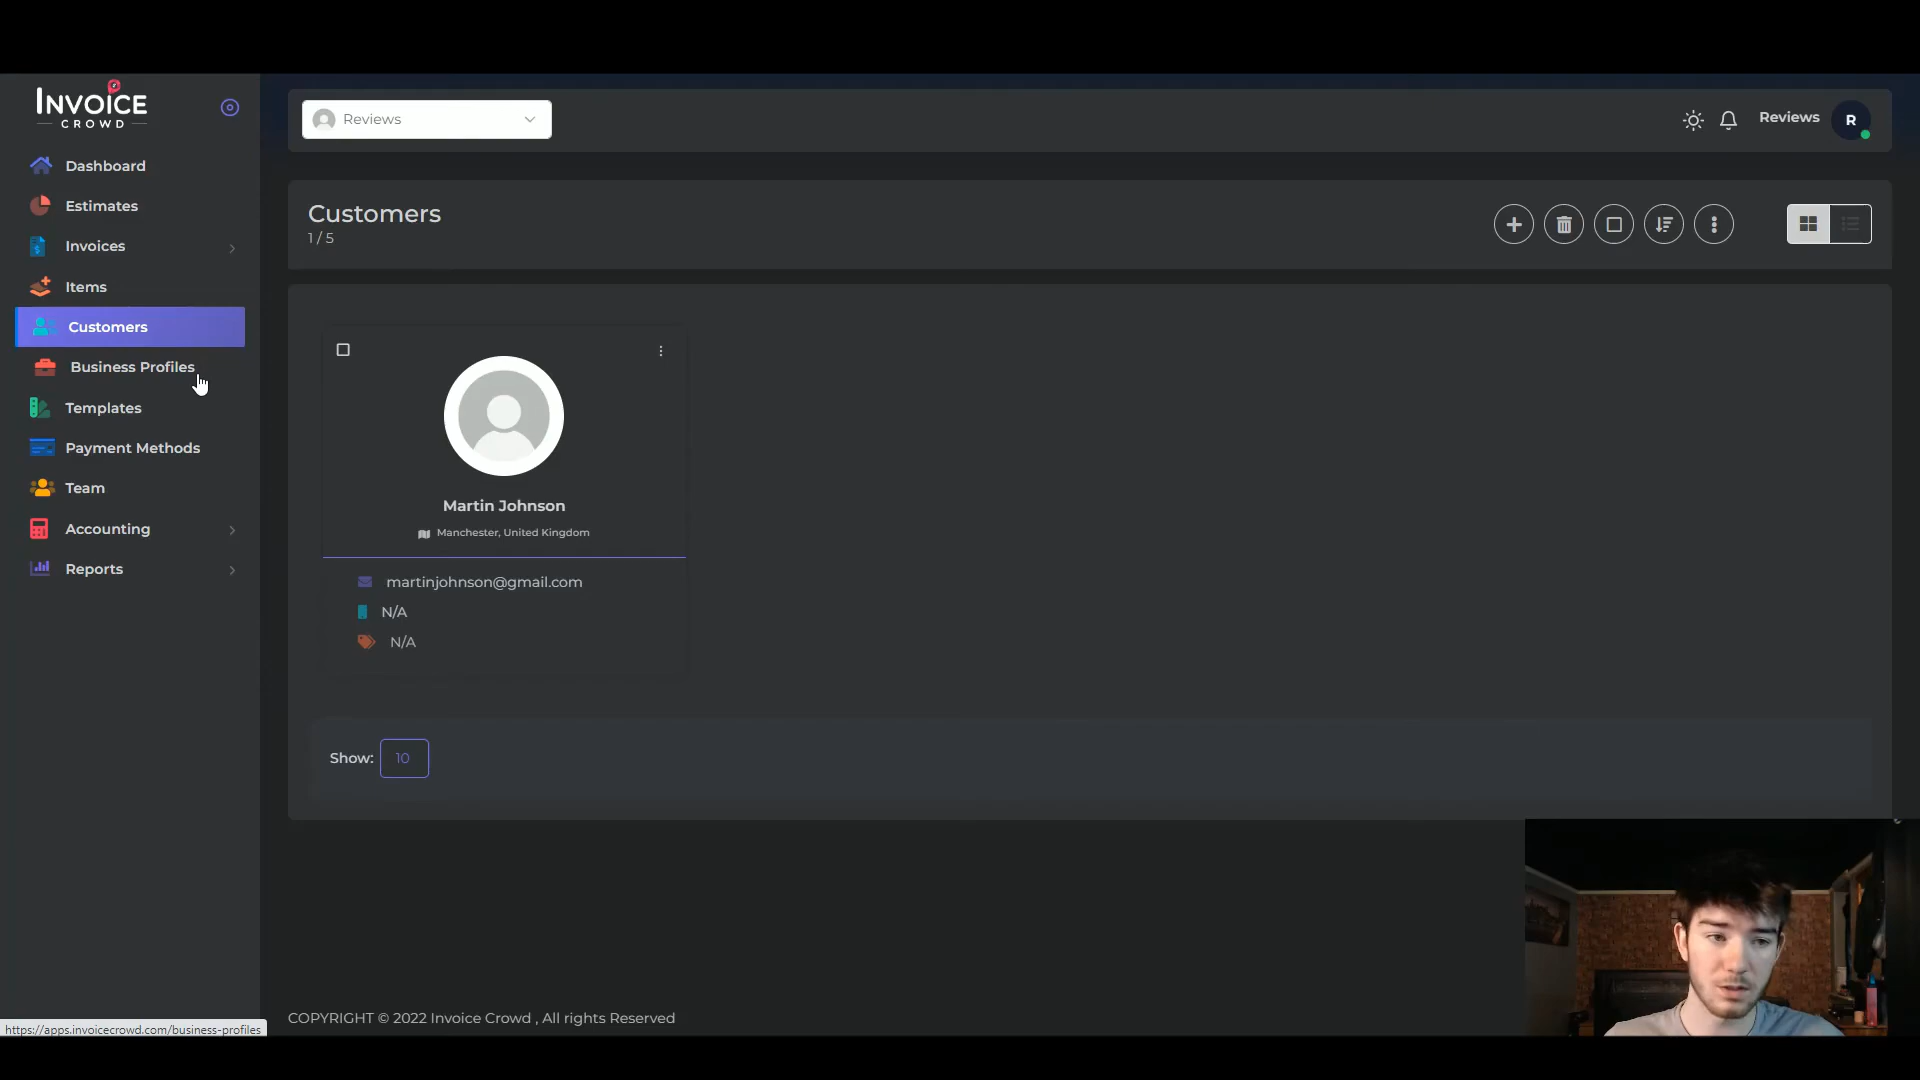 INVOICE
CROWD
Reviews
Reviews
R
Dashboard
Estimates
Invoices
Items
Customers
Business Profiles
Templates
Payment Methods
Team
Accounting
Reports
Customers
1 / 5
Martin Johnson
Manchester, United Kingdom
martinjohnson@gmail.com
N/A
N/A
Show: 10
COPYRIGHT © 2022 Invoice Crowd , All rights Reserved
https://apps.invoicecrowd.com/business-profiles